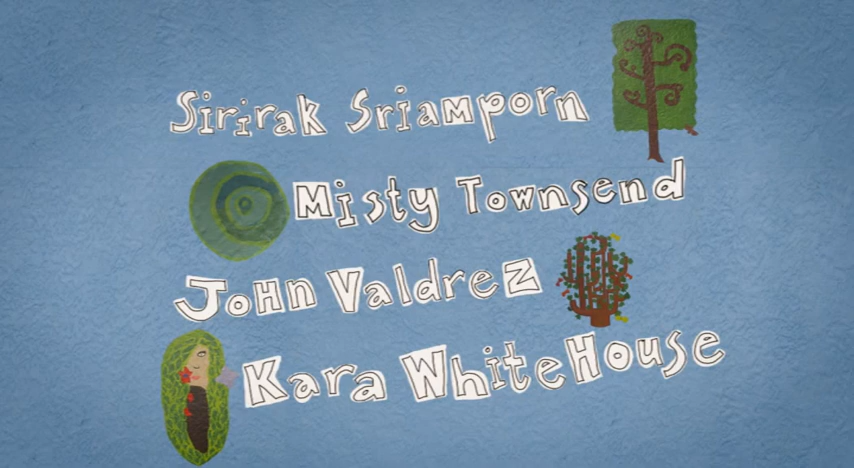 Sirirak Sriamporn
Misty Townsend
John Valdrez
Kara WhiteHouse